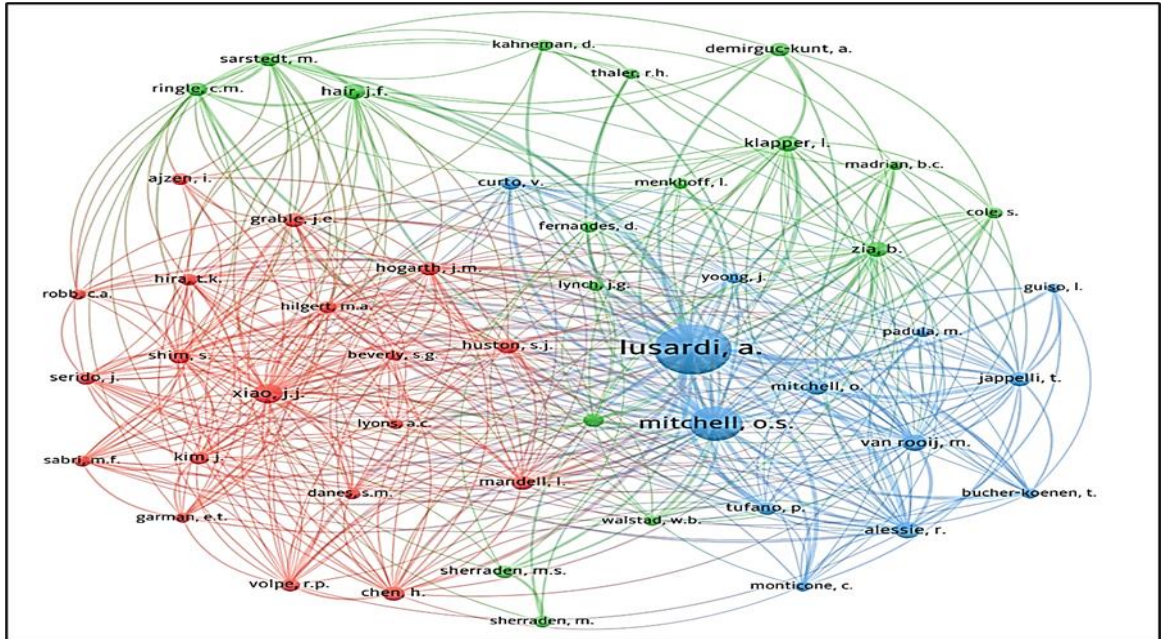 kahneman, d.
demirguc-kunt, a.
sarstedt, m.
thaler, r.h.
ringle, c.m.
hair, j.f.
klapper, l.
madrian, b.c.
ajzen, i.
curto, v.
menkhoff, l.
cole, s.
grable, j.e.
fernandes, d.
zia, b.
hogarth, j.m.
yoong, j.
hira, t.k.
lynch, j.g.
guiso, l.
robb, c.a.
hilgert, m.a.
padula, m.
lusardi, a.
huston, s.j.
shim, s.
beverly, s.g
serido, j.
jappelli, t.
mitchell, o.
xiao, j.j.
lyons, a.c.
mitchell, o.s.
van rooij, m.
kim, j.
sabri, m.f.
mandell, l.
danes, s.m.
bucher-koenen, t.
tufano, p.
garman, e.t.
walstad, w.b.
alessie, r.
sherraden, m.s.
volpe, r.p.
monticone, c.
chen, h.
sherraden, m.